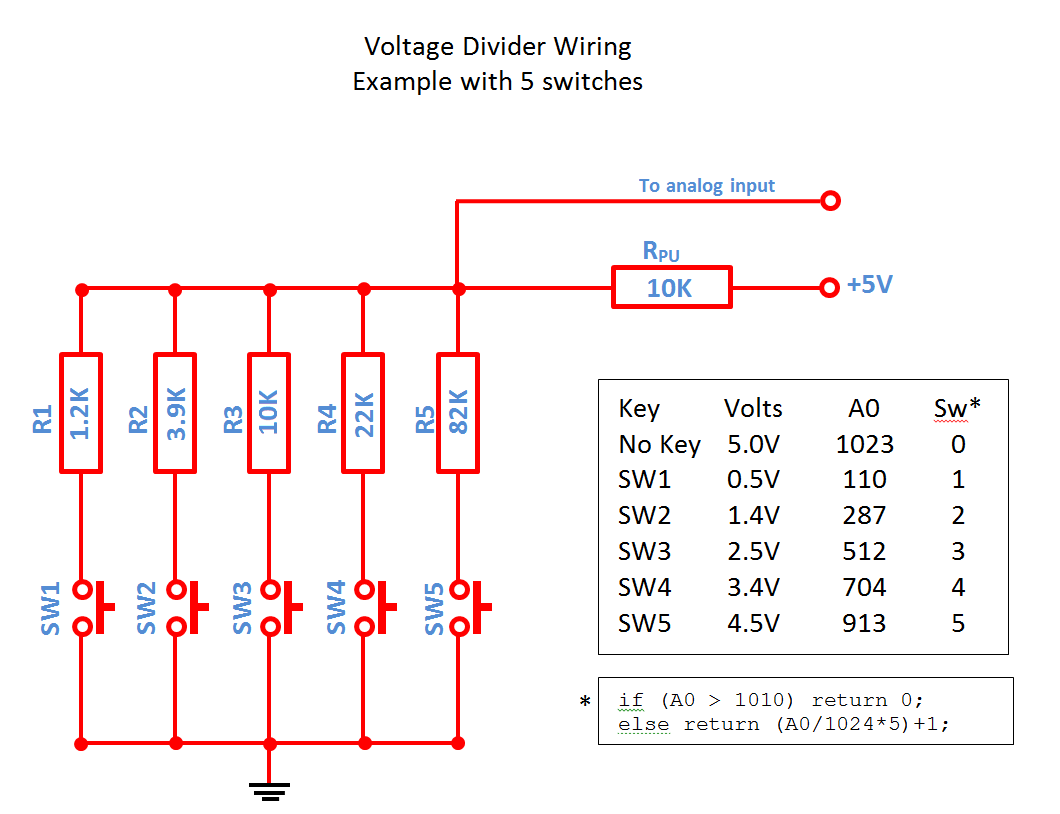 Voltage Divider Wiring
Example with 5 switches
To analog input
RPU
10K
+5V
R1
1.2K
R2
3.9K
R3
10K
R4
22K
R5
82K
SW1
SW2
SW3
SW4
SW5
Key Volts A0 Sw*
No Key 5.0V 1023 0
SW1 0.5V 110 1
SW2 1.4V 287 2
SW3 2.5V 512 3
SW4 3.4V 704 4
SW5 4.5V 913 5
* if (A0 > 1010) return 0;
else return (A0/1024*5)+1;